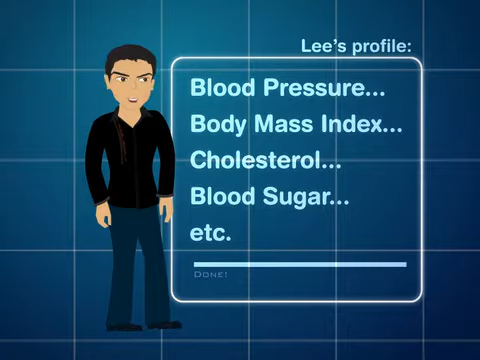 Lee's profile:
Blood Pressure...
Body Mass Index...
Cholesterol...
Blood Sugar...
etc.
Done!